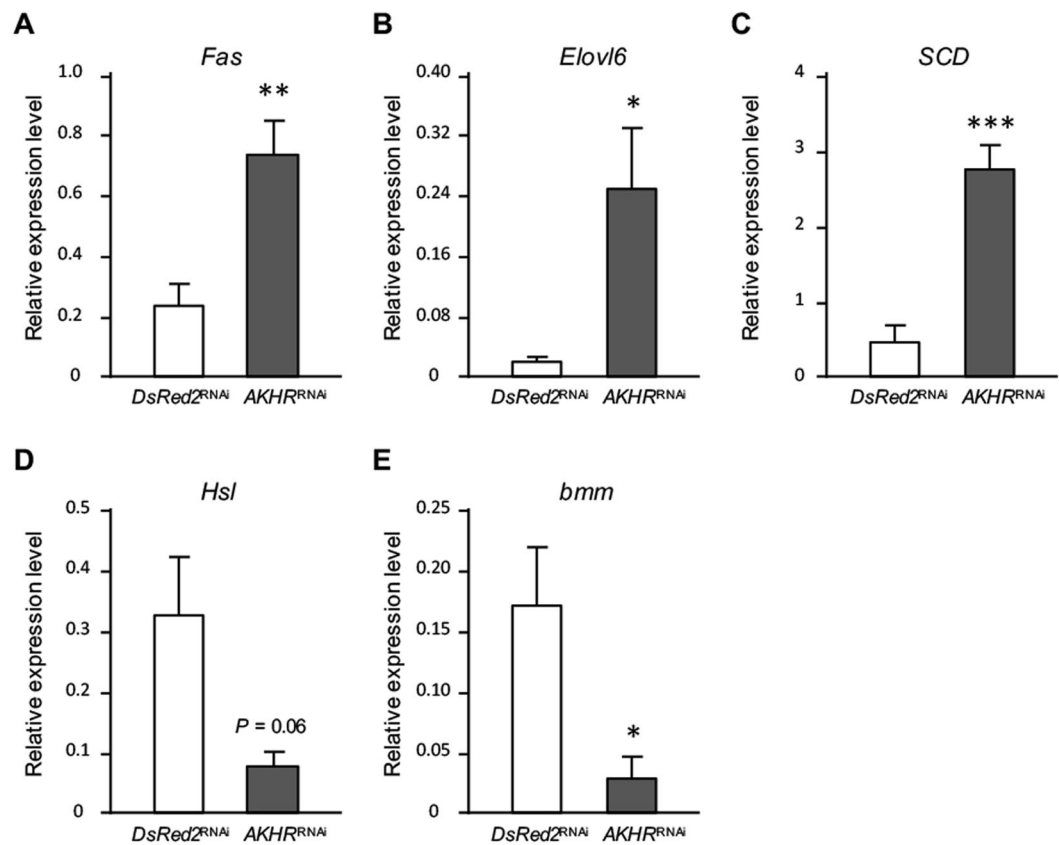 A
Fas
Relative expression level
1.0
0.8
0.6
0.4
0.2
0
**
DsRed2RNAi AKHRRNAi
B
Elovl6
Relative expression level
0.40
0.32
0.24
0.16
0.08
0
*
DsRed2RNAi AKHRRNAi
C
SCD
Relative expression level
4
3
2
1
0
***
DsRed2RNAi AKHRRNAi
D
Hsl
Relative expression level
0.5
0.4
0.3
0.2
0.1
0
P = 0.06
DsRed2RNAi AKHRRNAi
E
bmm
Relative expression level
0.25
0.20
0.15
0.10
0.05
0
*
DsRed2RNAi AKHRRNAi